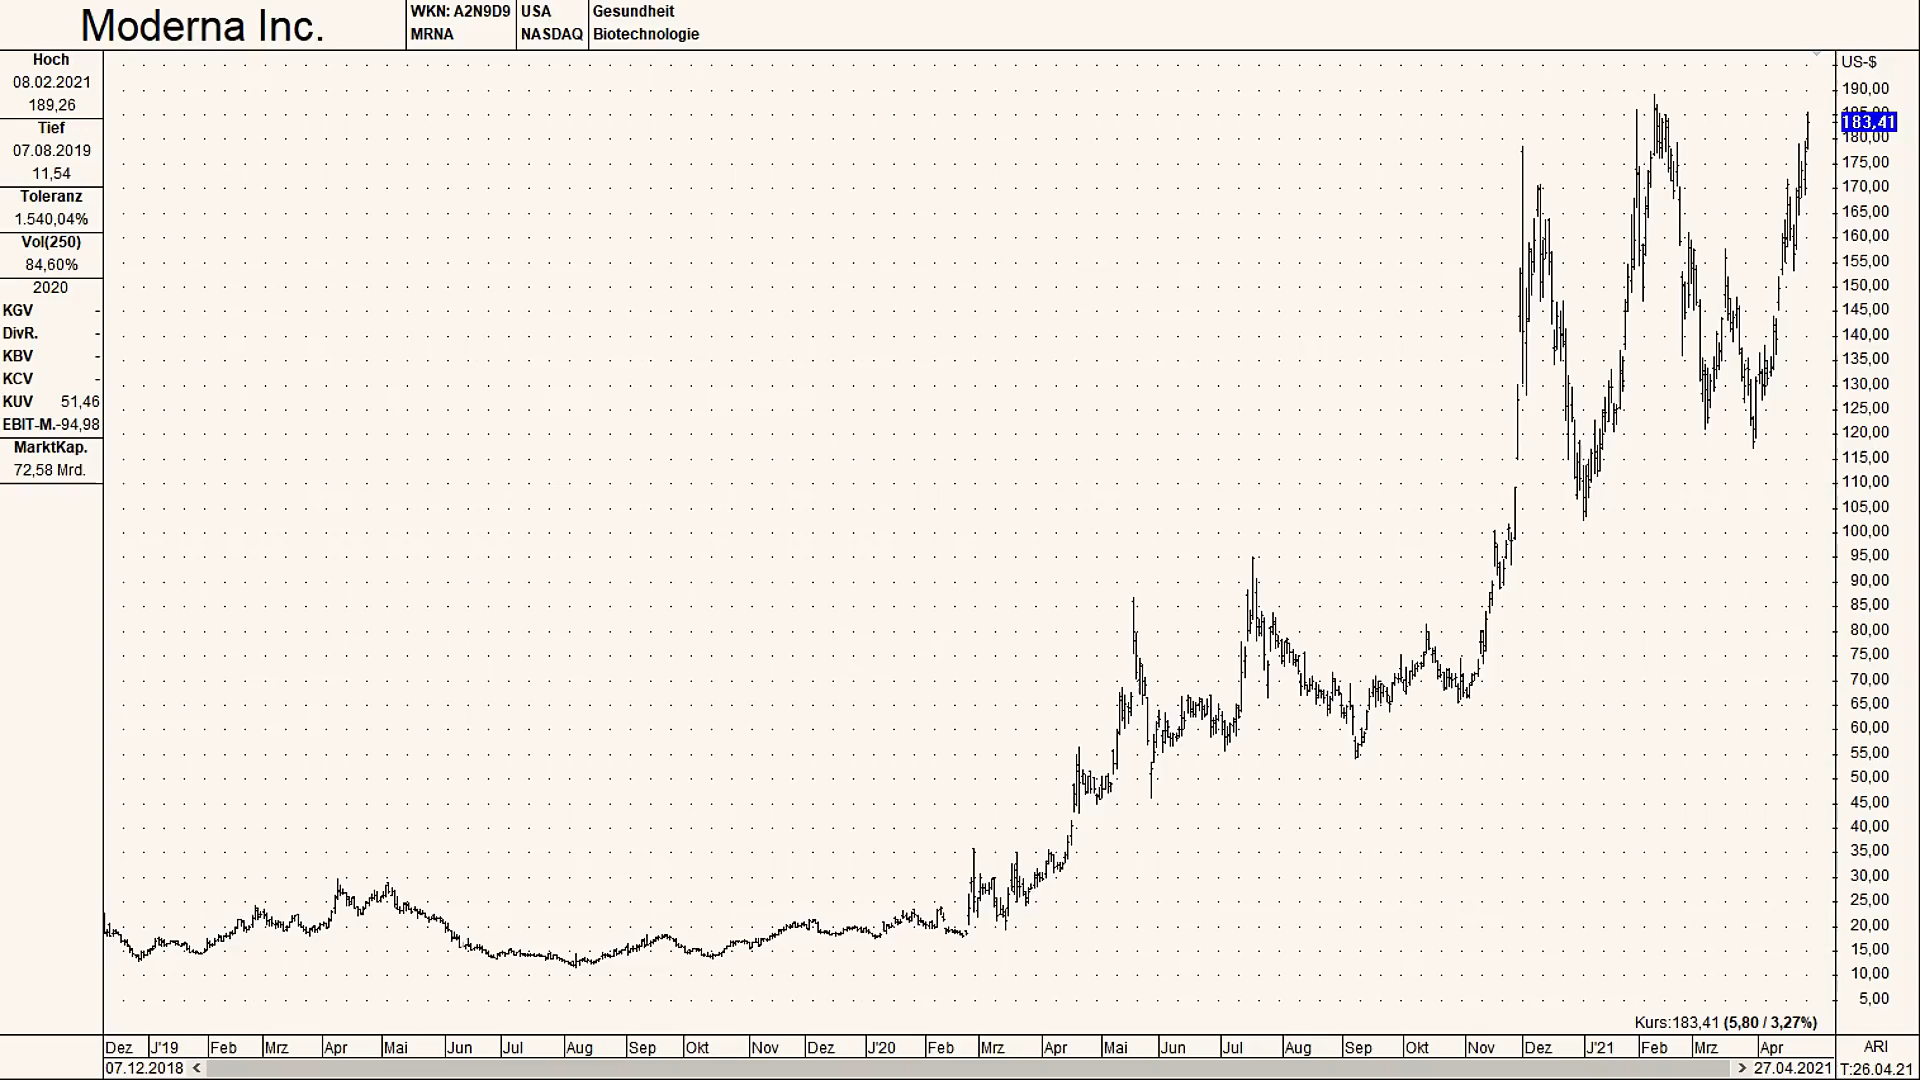 Moderna Inc.
WKN: A2N9D9 USA Gesundheit
MRNA NASDAQ Biotechnologie
Hoch
08.02.2021
189,26
Tief
07.08.2019
11,54
Toleranz
1.540,04%
Vol(250)
84,60%
2020
KGV -
DivR. -
KBV -
KCV -
KUV 51,46
EBIT-M.-94,98
MarktKap.
72,58 Mrd.
US-$
190,00
185,00
183,41
180,00
175,00
170,00
165,00
160,00
155,00
150,00
145,00
140,00
135,00
130,00
125,00
120,00
115,00
110,00
105,00
100,00
95,00
90,00
85,00
80,00
75,00
70,00
65,00
60,00
55,00
50,00
45,00
40,00
35,00
30,00
25,00
20,00
15,00
10,00
5,00
Kurs:183,41 (5,80 / 3,27%)
Dez J'19 Feb Mrz Apr Mai Jun Jul Aug Sep Okt Nov Dez J'20 Feb Mrz Apr Mai Jun Jul Aug Sep Okt Nov Dez J'21 Feb Mrz Apr ARI
07.12.2018 < > 27.04.2021 T:26.04.21